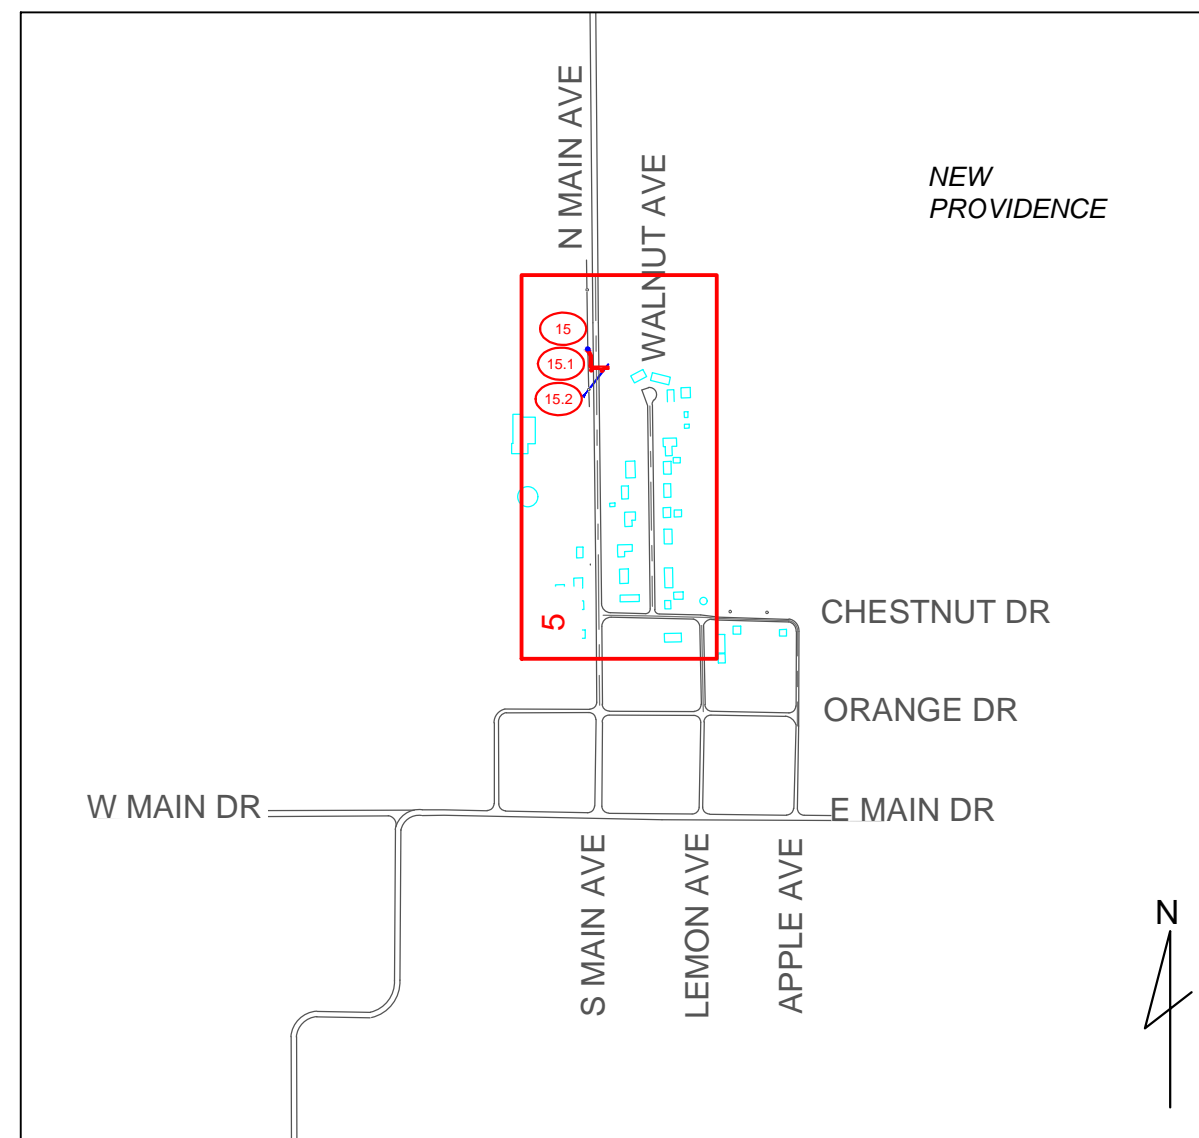 N MAIN AVE
WALNUT AVE
NEW
PROVIDENCE
15
15.1
15.2
5
CHESTNUT DR
ORANGE DR
W MAIN DR
E MAIN DR
S MAIN AVE
LEMON AVE
APPLE AVE
N